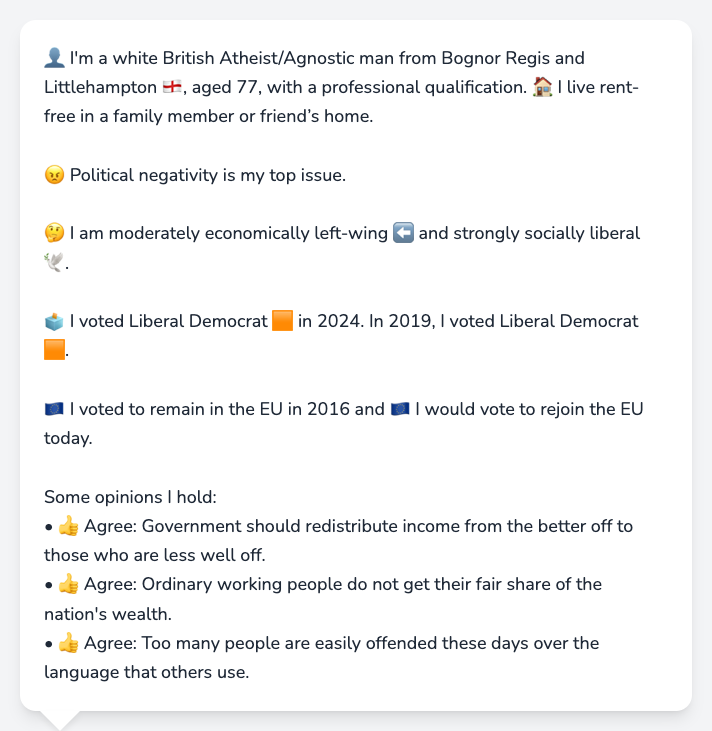 👤 I'm a white British Atheist/Agnostic man from Bognor Regis and
Littlehampton 🏴󠁧󠁢󠁥󠁮󠁧󠁿, aged 77, with a professional qualification. 🏠 I live rent-
free in a family member or friend’s home.
😠 Political negativity is my top issue.
🤔 I am moderately economically left-wing ⬅️ and strongly socially liberal
🕊️.
🗳️ I voted Liberal Democrat 🟧 in 2024. In 2019, I voted Liberal Democrat
🟧.
🇪🇺 I voted to remain in the EU in 2016 and 🇪🇺 I would vote to rejoin the EU
today.
Some opinions I hold:
• 👍 Agree: Government should redistribute income from the better off to
those who are less well off.
• 👍 Agree: Ordinary working people do not get their fair share of the
nation's wealth.
• 👍 Agree: Too many people are easily offended these days over the
language that others use.